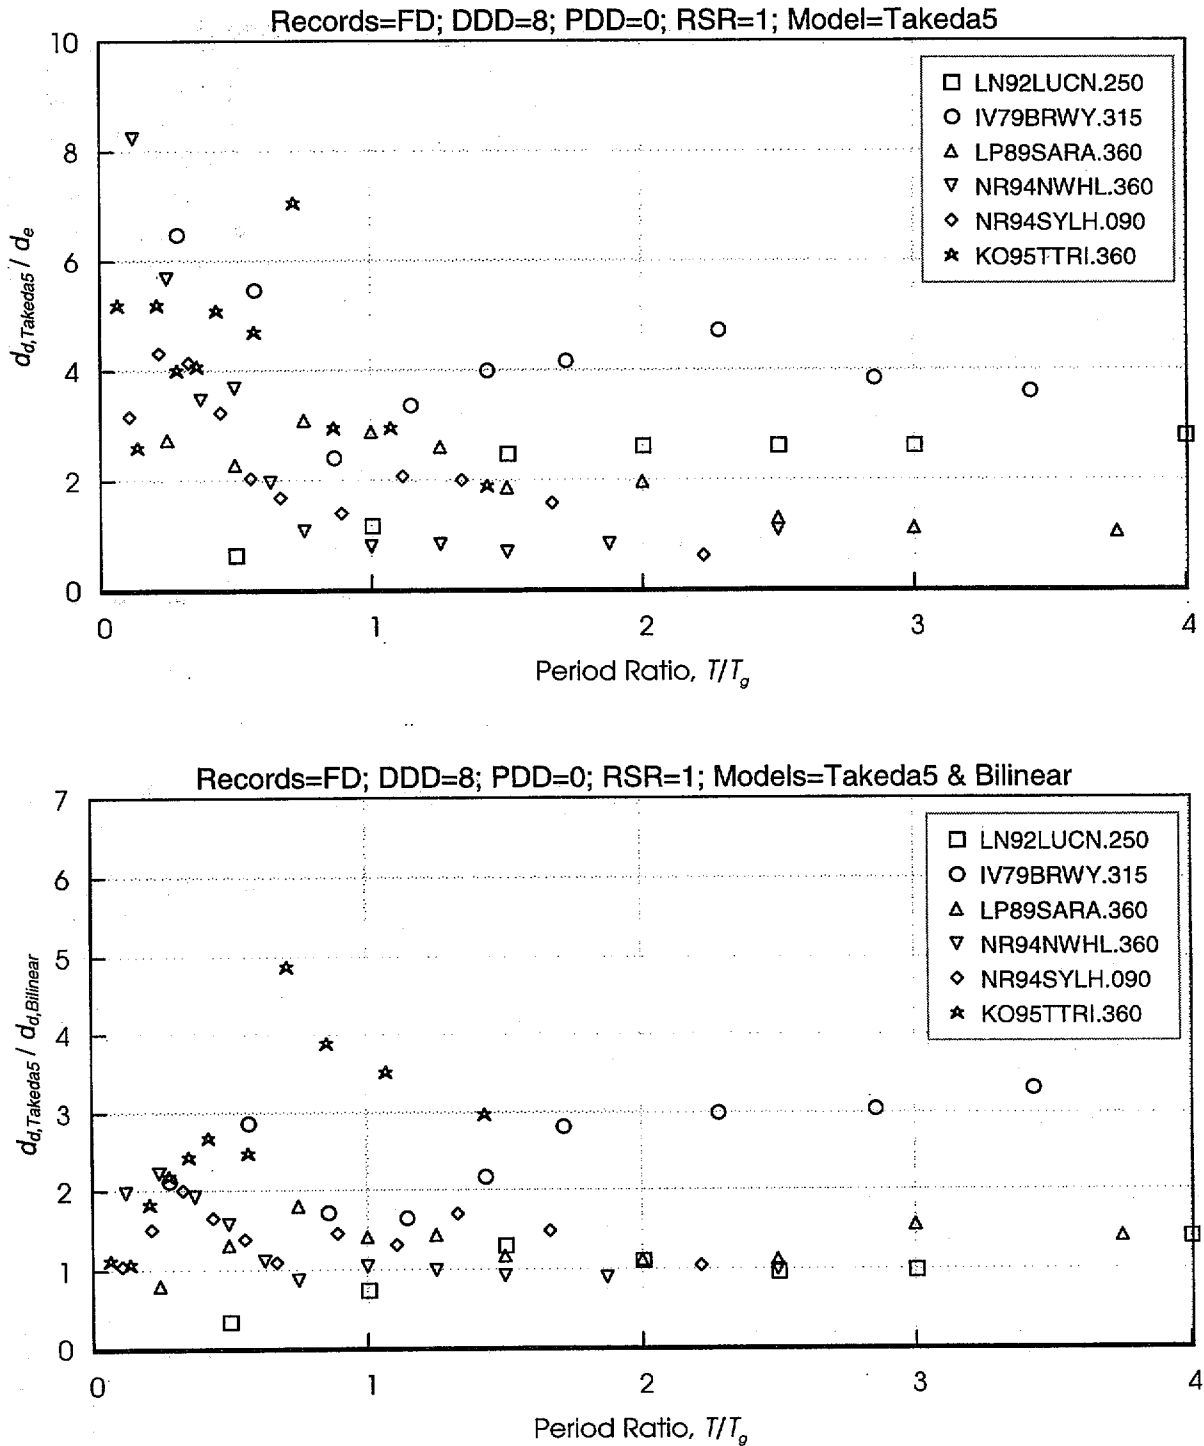 Records=FD; DDD=8; PDD=0; RSR=1; Model=Takeda5
10
8
6
4
2
0
d_d,Takeda5 / d_e
LN92LUCN.250
IV79BRWY.315
LP89SARA.360
NR94NWHL.360
NR94SYLH.090
KO95TTRI.360
0 1 2 3 4
Period Ratio, T/T_g
Records=FD; DDD=8; PDD=0; RSR=1; Models=Takeda5 & Bilinear
7
6
5
4
3
2
1
0
d_d,Takeda5 / d_d,Bilinear
LN92LUCN.250
IV79BRWY.315
LP89SARA.360
NR94NWHL.360
NR94SYLH.090
KO95TTRI.360
0 1 2 3 4
Period Ratio, T/T_g